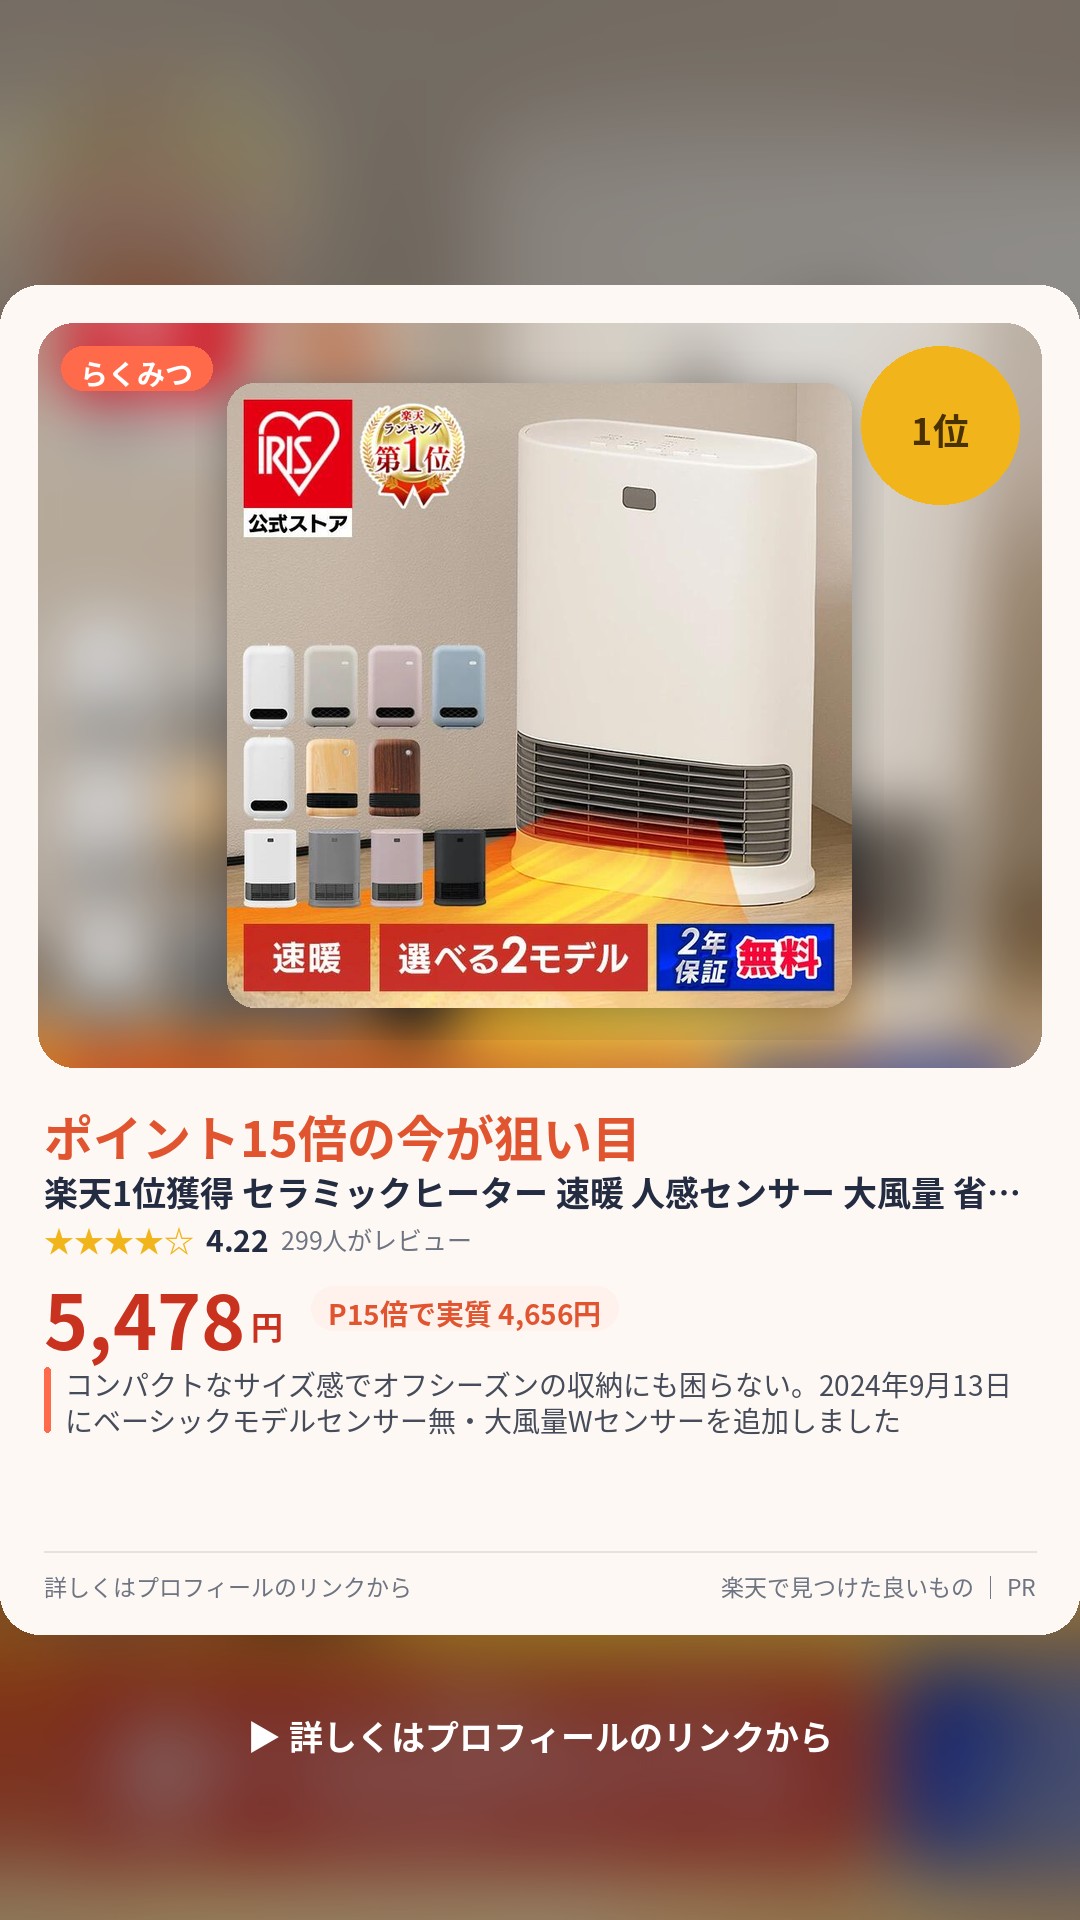 らくみつ
1位
IRIS
公式ストア
楽天
ランキング
第1位
速暖
選べる2モデル
2年
保証
無料
ポイント15倍の今が狙い目
楽天1位獲得 セラミックヒーター 速暖 人感センサー 大風量 省…
★★★★☆ 4.22 299人がレビュー
5,478円 P15倍で実質 4,656円
コンパクトなサイズ感でオフシーズンの収納にも困らない。2024年9月13日
にベーシックモデルセンサー無・大風量Wセンサーを追加しました
詳しくはプロフィールのリンクから
楽天で見つけた良いもの｜PR
▶ 詳しくはプロフィールのリンクから